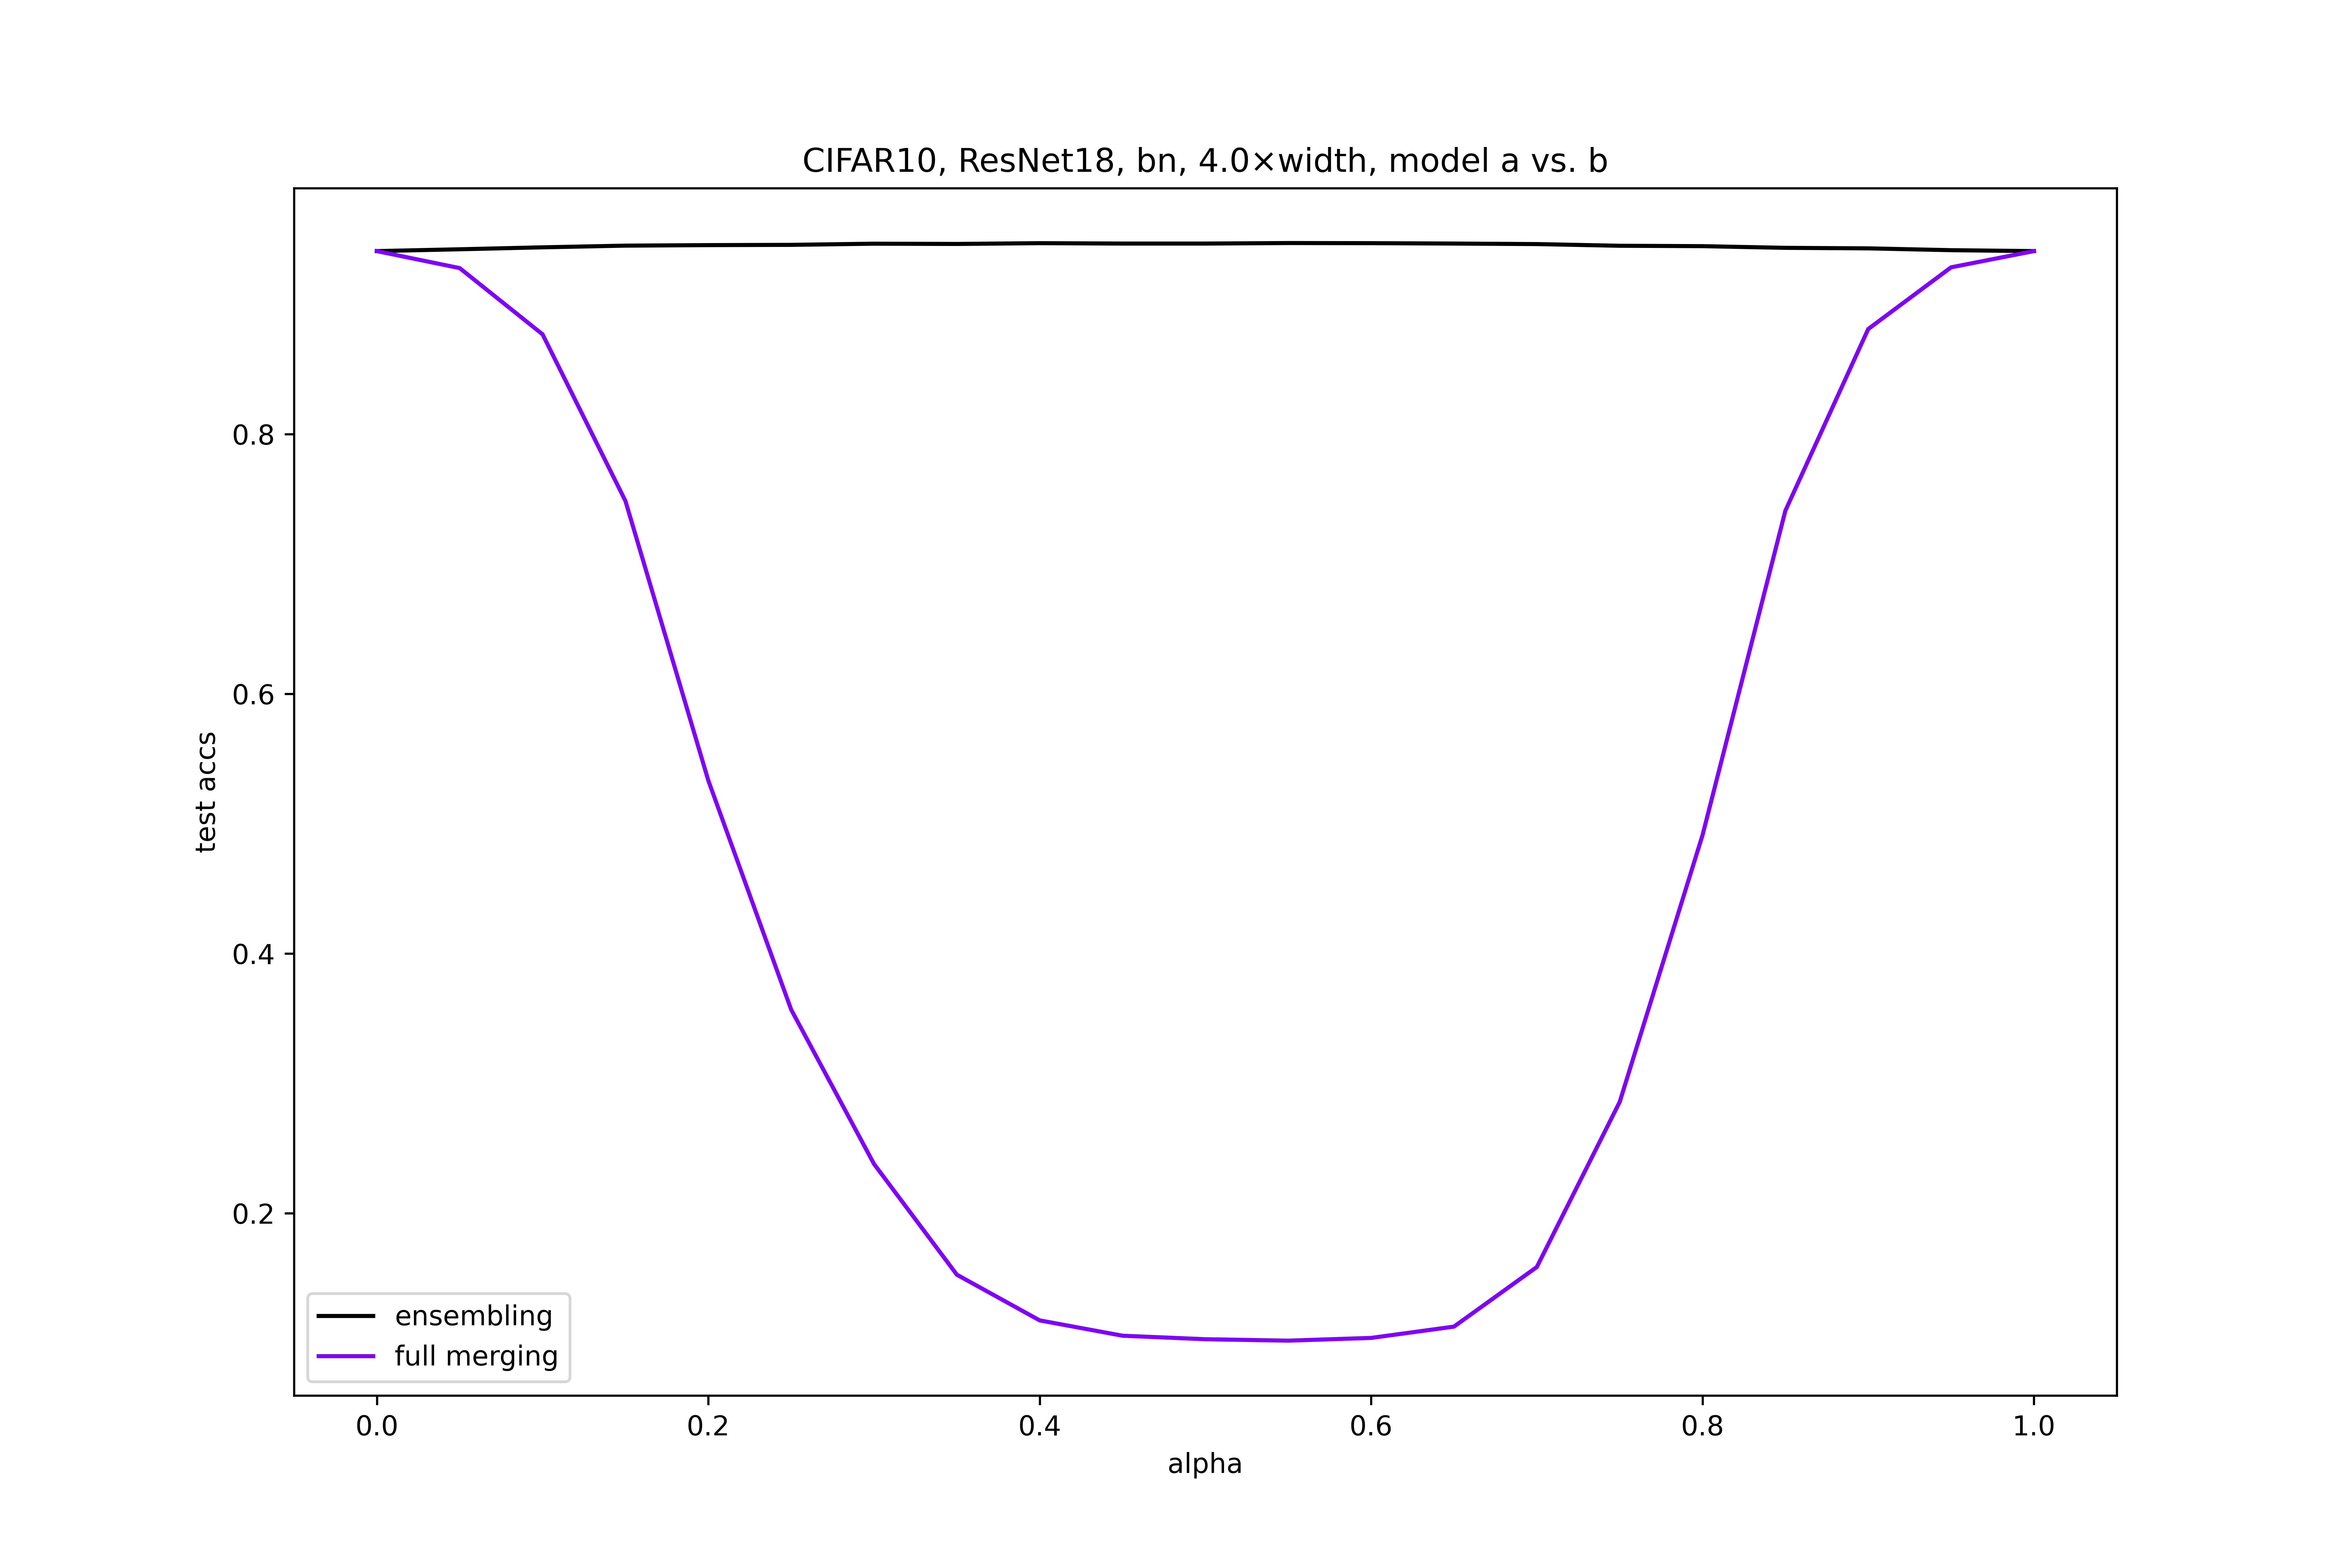 CIFAR10, ResNet18, bn, 4.0×width, model a vs. b
test accs
0.8
0.6
0.4
0.2
ensembling
full merging
0.0 0.2 0.4 0.6 0.8 1.0
alpha